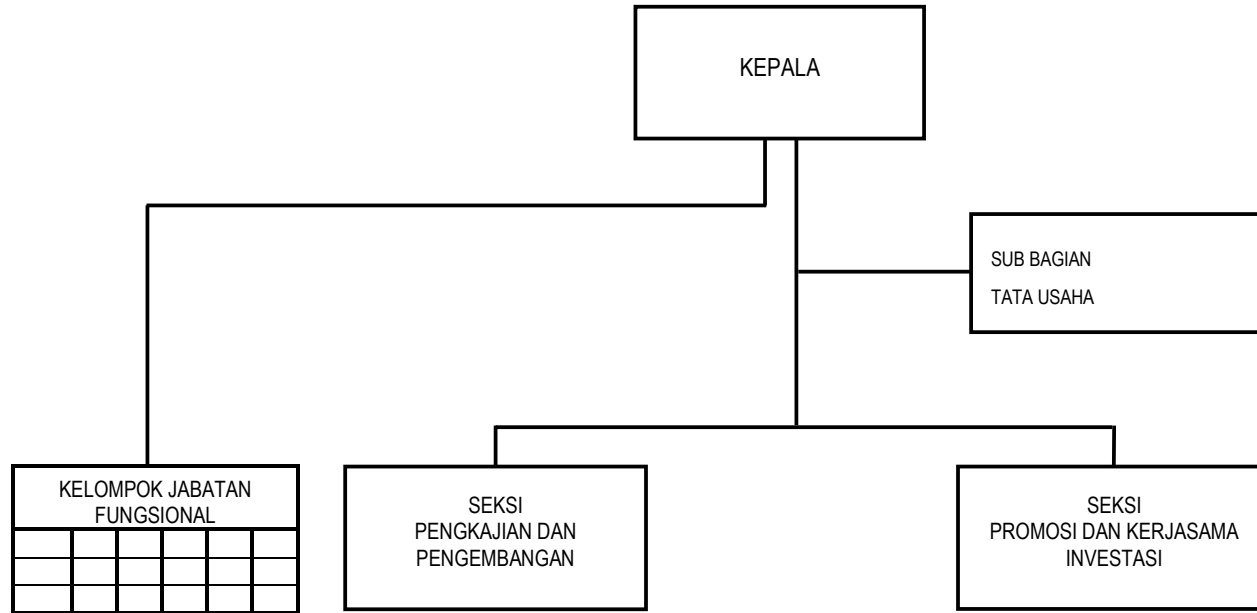 KEPALA
SUB BAGIAN
TATA USAHA
KELOMPOK JABATAN
FUNGSIONAL
SEKSI
PENGKAJIAN DAN
PENGEMBANGAN
SEKSI
PROMOSI DAN KERJASAMA
INVESTASI